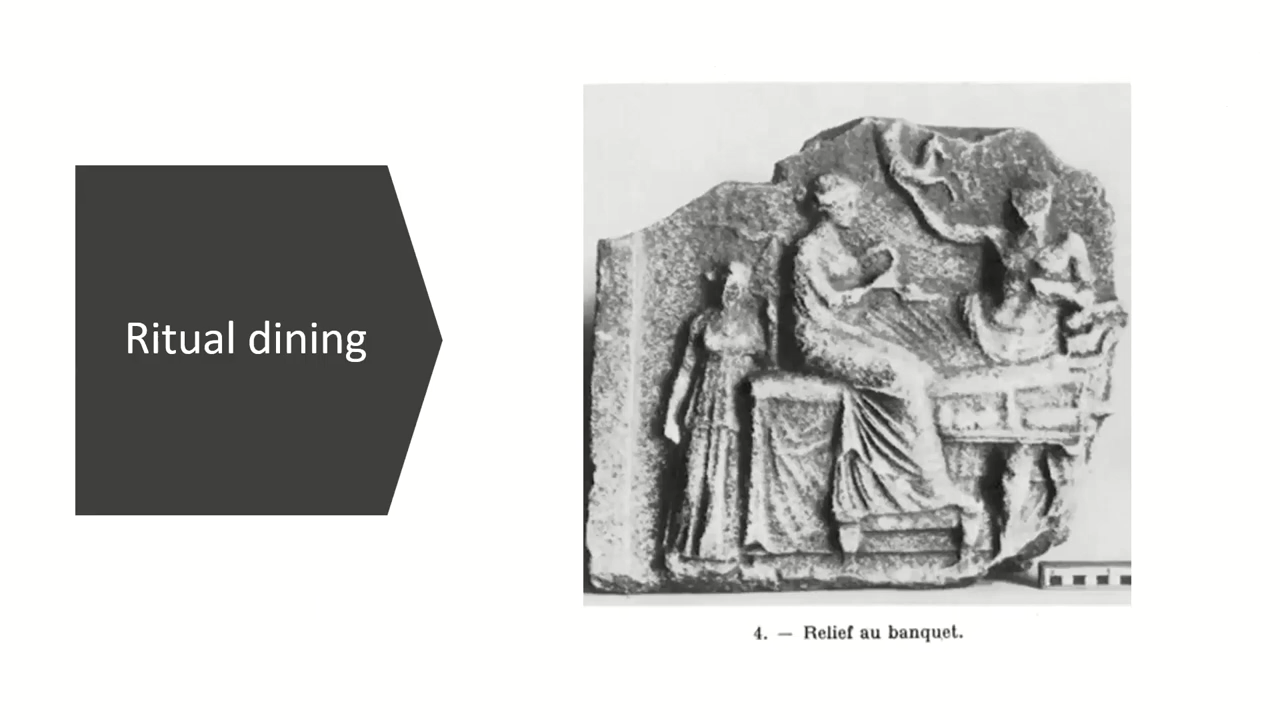 Ritual dining
4. — Relief au banquet.